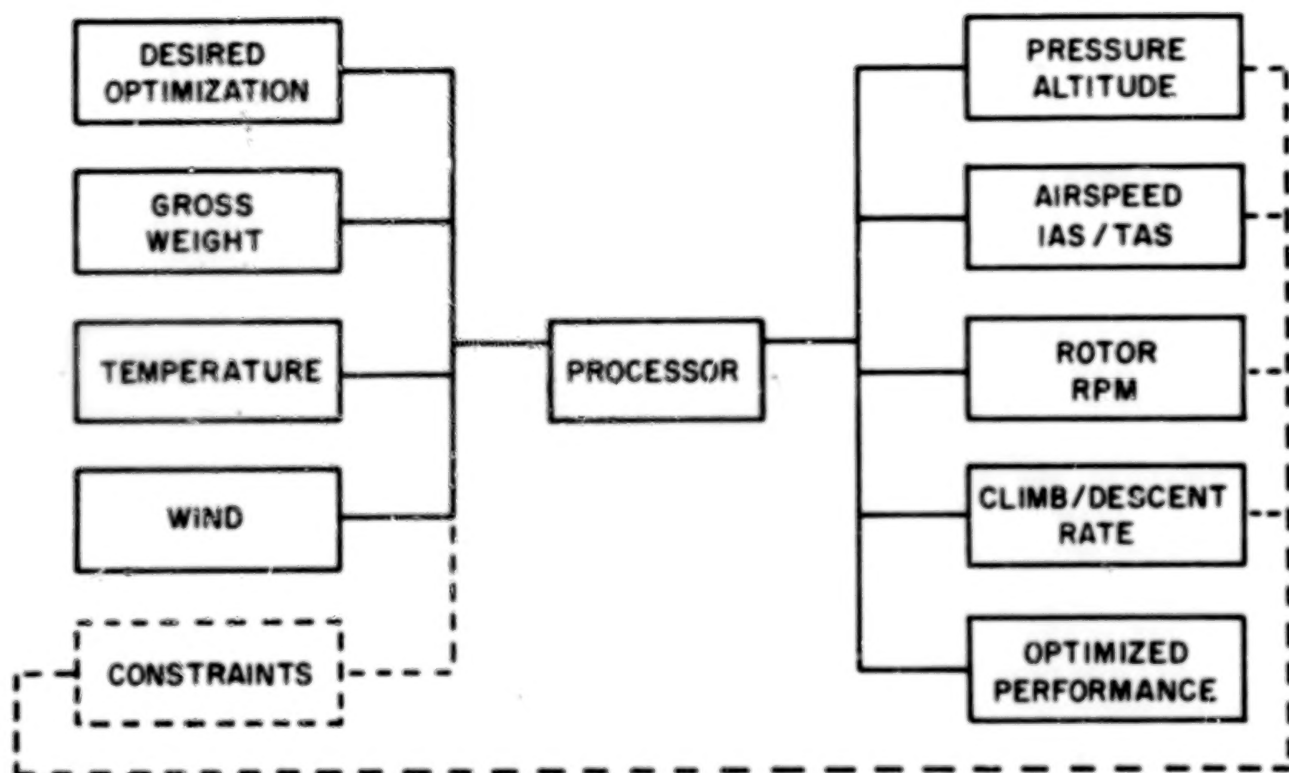 DESIRED
OPTIMIZATION
GROSS
WEIGHT
TEMPERATURE
WIND
CONSTRAINTS
PROCESSOR
PRESSURE
ALTITUDE
AIRSPEED
IAS / TAS
ROTOR
RPM
CLIMB/DESCENT
RATE
OPTIMIZED
PERFORMANCE